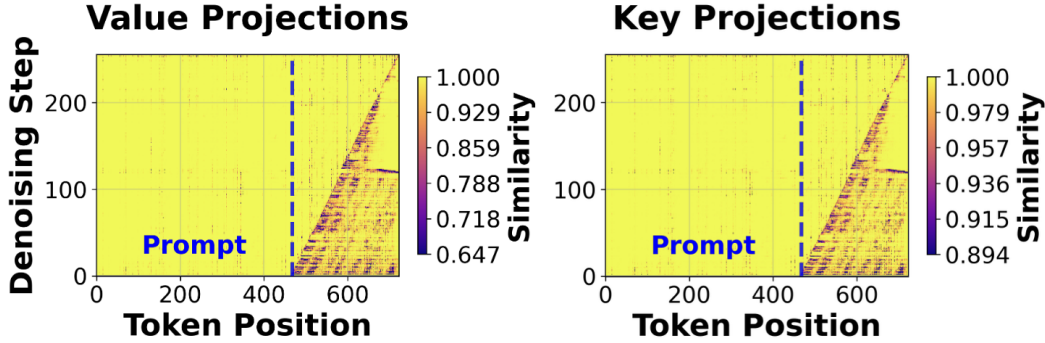 Value Projections
Denoising Step
200
100
0
Prompt
0
200
400
600
Token Position
1.000
0.929
0.859
0.788
0.718
0.647
Similarity
Key Projections
200
100
0
Prompt
0
200
400
600
Token Position
1.000
0.979
0.957
0.936
0.915
0.894
Similarity